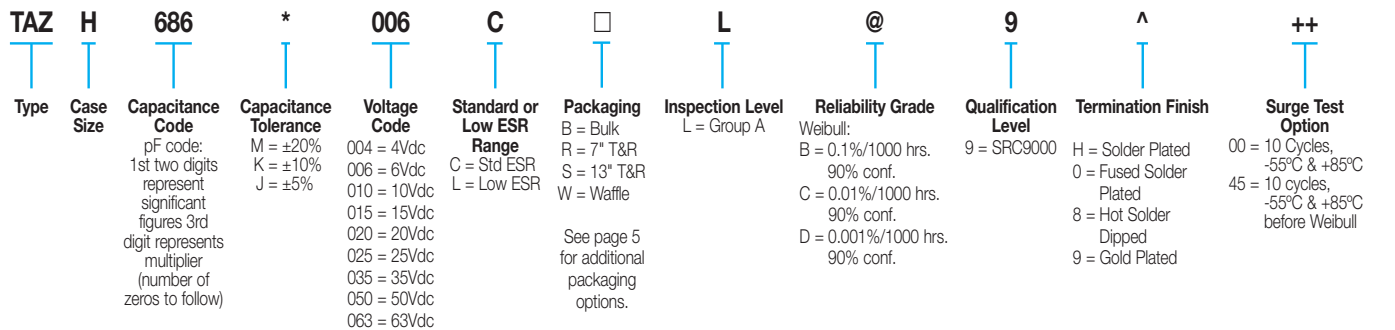 TAZ H 686 * 006 C □ L @ 9 ^ ++
Type
Case
Size
Capacitance
Code
pF code:
1st two digits
represent
significant
figures 3rd
digit represents
multiplier
(number of
zeros to follow)
Capacitance
Tolerance
M = ±20%
K = ±10%
J = ±5%
Voltage
Code
004 = 4Vdc
006 = 6Vdc
010 = 10Vdc
015 = 15Vdc
020 = 20Vdc
025 = 25Vdc
035 = 35Vdc
050 = 50Vdc
063 = 63Vdc
Standard or
Low ESR
Range
C = Std ESR
L = Low ESR
Packaging
B = Bulk
R = 7" T&R
S = 13" T&R
W = Waffle
See page 5
for additional
packaging
options.
Inspection Level
L = Group A
Reliability Grade
Weibull:
B = 0.1%/1000 hrs.
90% conf.
C = 0.01%/1000 hrs.
90% conf.
D = 0.001%/1000 hrs.
90% conf.
Qualification
Level
9 = SRC9000
Termination Finish
H = Solder Plated
0 = Fused Solder
Plated
8 = Hot Solder
Dipped
9 = Gold Plated
Surge Test
Option
00 = 10 Cycles,
-55ºC & +85ºC
45 = 10 cycles,
-55ºC & +85ºC
before Weibull